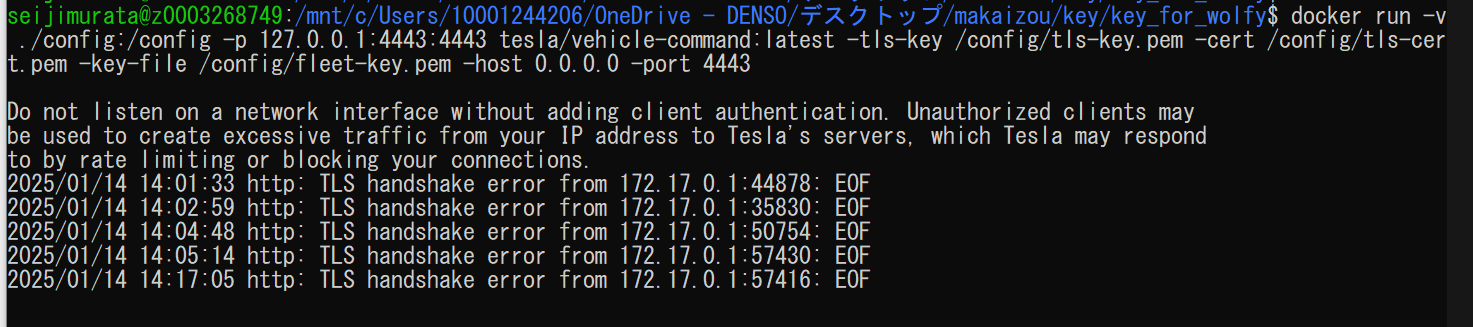 seijimurata@z0003268749:/mnt/c/Users/10001244206/OneDrive - DENSO/デスクトップ/makaizou/key/key_for_wolfy$ docker run -v
./config:/config -p 127.0.0.1:4443:4443 tesla/vehicle-command:latest -tls-key /config/tls-key.pem -cert /config/tls-cer
t.pem -key-file /config/fleet-key.pem -host 0.0.0.0 -port 4443
Do not listen on a network interface without adding client authentication. Unauthorized clients may
be used to create excessive traffic from your IP address to Tesla's servers, which Tesla may respond
to by rate limiting or blocking your connections.
2025/01/14 14:01:33 http: TLS handshake error from 172.17.0.1:44878: EOF
2025/01/14 14:02:59 http: TLS handshake error from 172.17.0.1:35830: EOF
2025/01/14 14:04:48 http: TLS handshake error from 172.17.0.1:50754: EOF
2025/01/14 14:05:14 http: TLS handshake error from 172.17.0.1:57430: EOF
2025/01/14 14:17:05 http: TLS handshake error from 172.17.0.1:57416: EOF